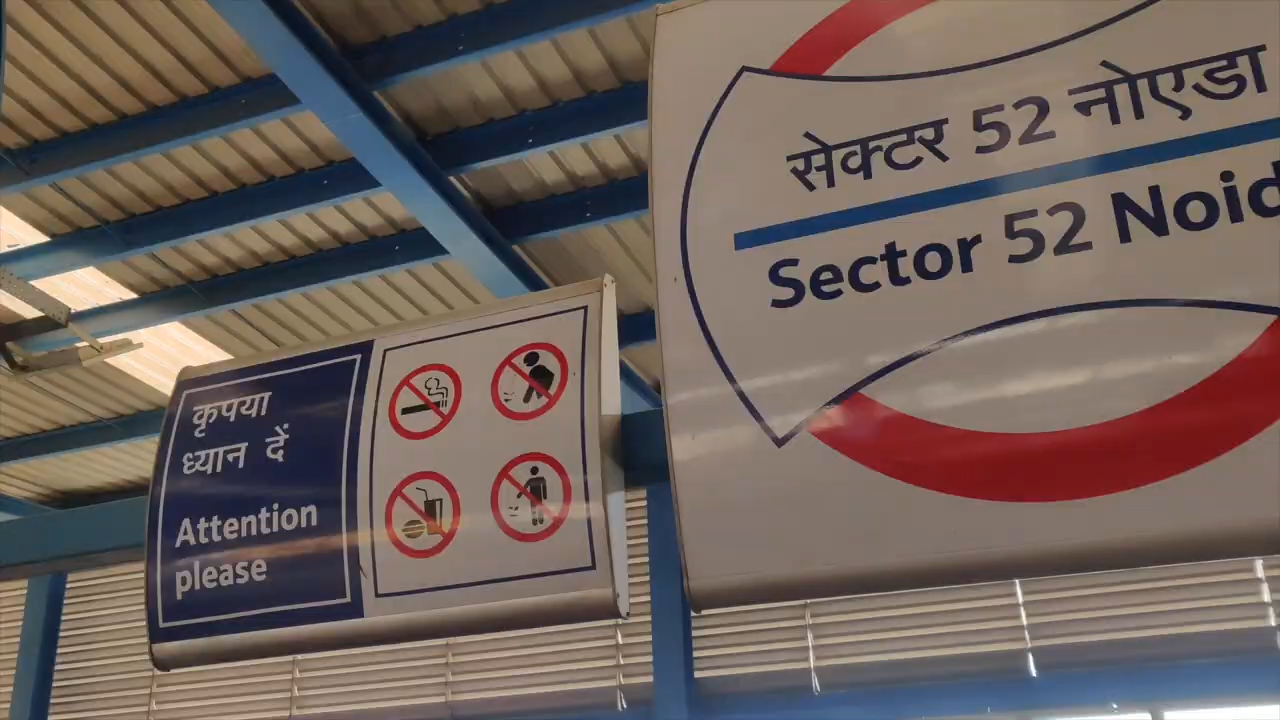 कृपया
ध्यान दें
Attention
please
सेक्टर 52 नोएडा
Sector 52 Noid